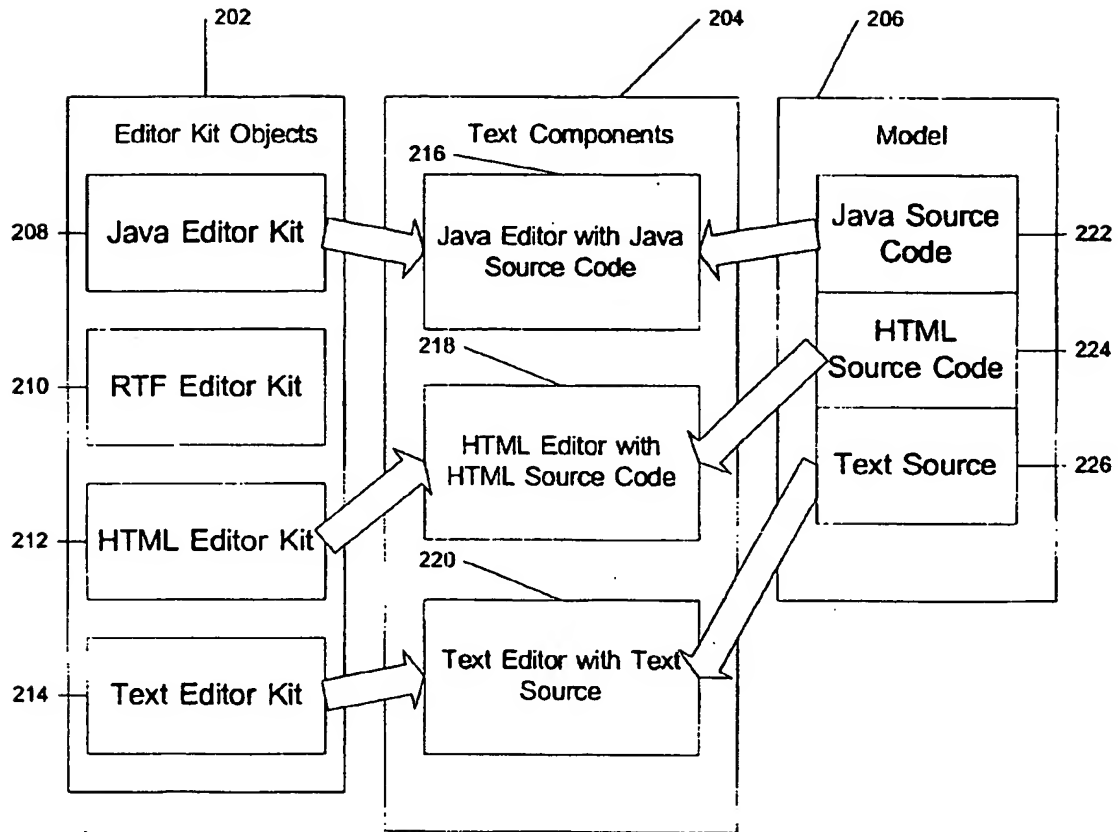 202
204
206
Editor Kit Objects
Text Components
Model
216
208
Java Editor Kit
Java Editor with Java
Source Code
Java Source
Code
222
218
210
RTF Editor Kit
HTML
Source Code
224
HTML Editor with
HTML Source Code
Text Source
226
212
HTML Editor Kit
220
214
Text Editor Kit
Text Editor with Text
Source